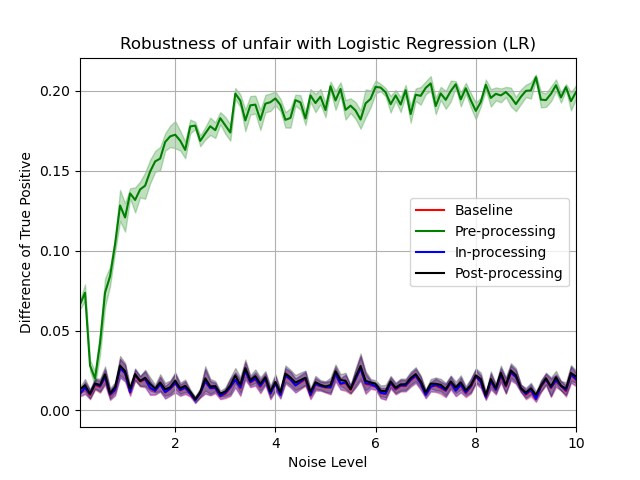 Robustness of unfair with Logistic Regression (LR)
Difference of True Positive
0.20
0.15
0.10
0.05
0.00
Baseline
Pre-processing
In-processing
Post-processing
2
4
6
8
10
Noise Level